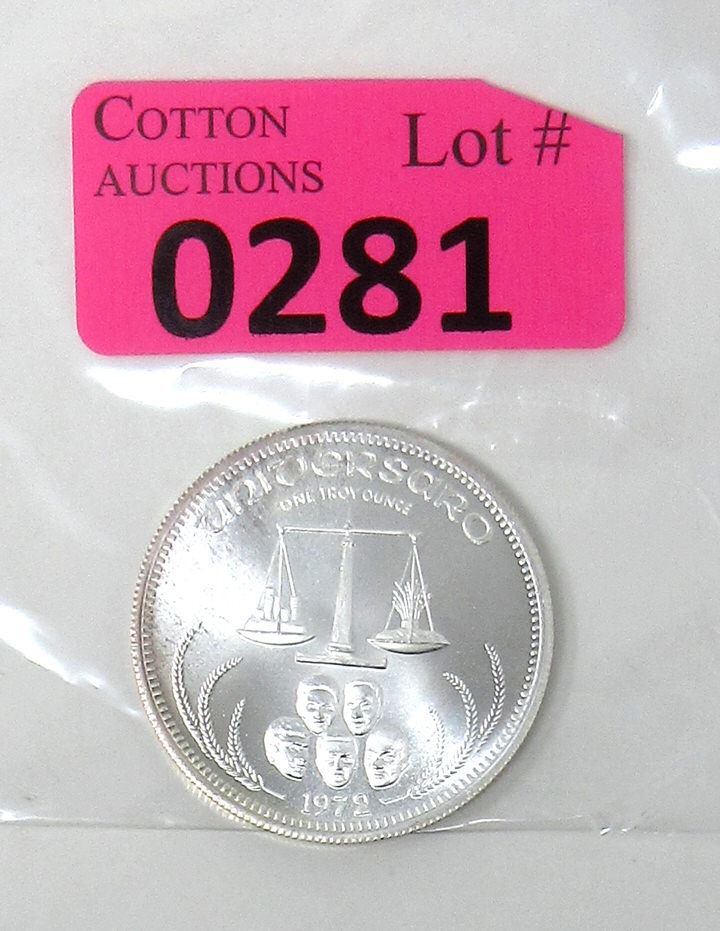 COTTON
AUCTIONS
Lot #
0281
UNIVERSARO
ONE TROY OUNCE
1972